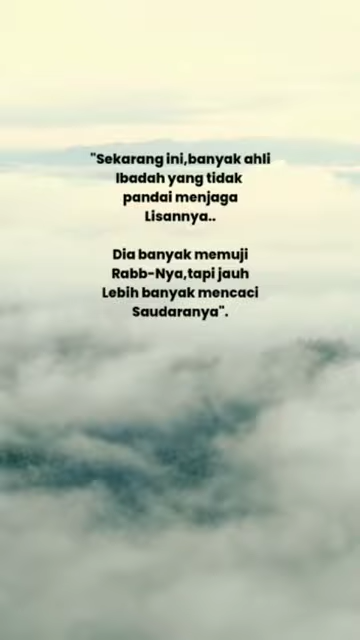 "Sekarang ini,banyak ahli
Ibadah yang tidak
pandai menjaga
Lisannya..
Dia banyak memuji
Rabb-Nya,tapi jauh
Lebih banyak mencaci
Saudaranya".